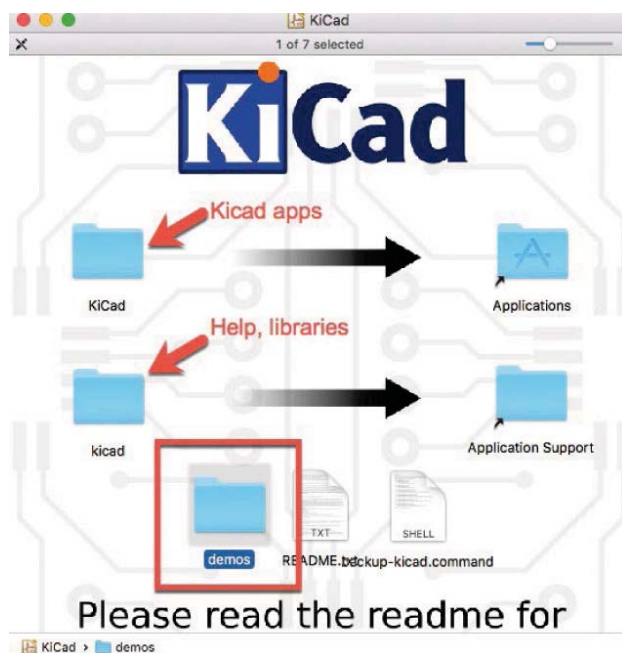 KiCad
1 of 7 selected
KiCad
Kicad apps
KiCad
Applications
Help, libraries
kicad
Application Support
TXT
SHELL
demos
README.txt
backup-kicad.command
Please read the readme for
KiCad › demos